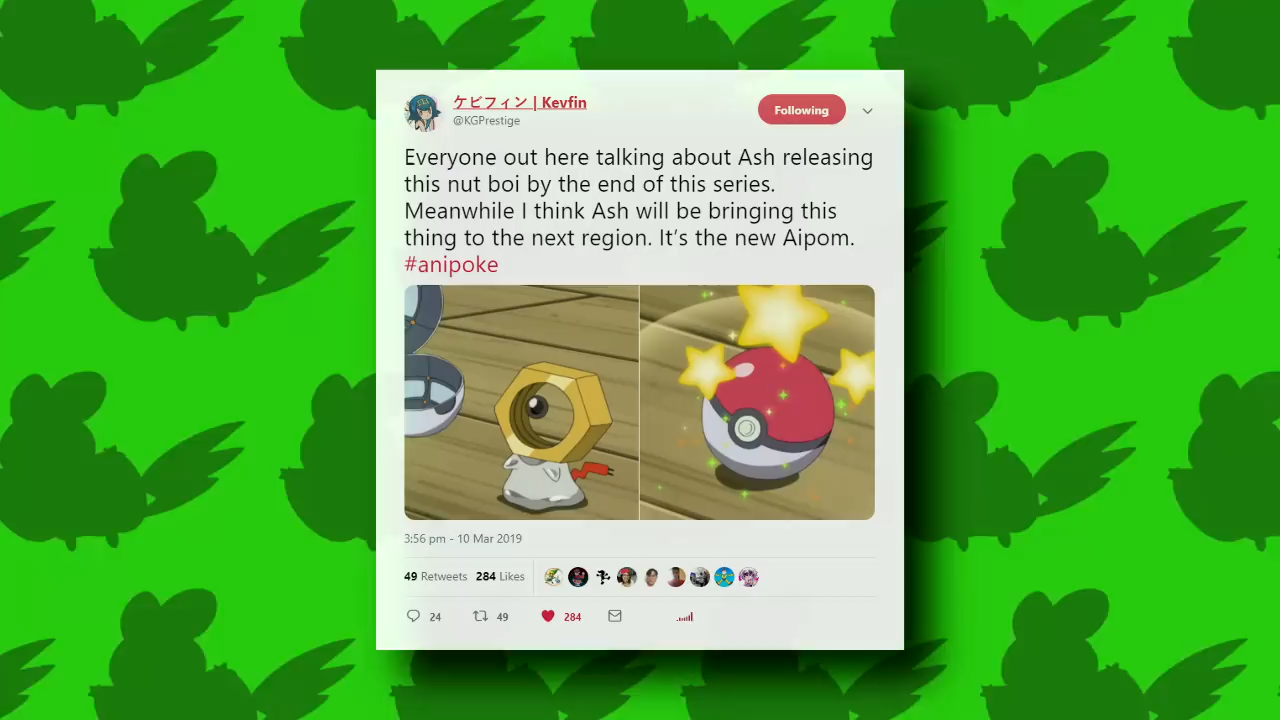 ケビフィン | Kevfin
@KGPrestige
Following
Everyone out here talking about Ash releasing
this nut boi by the end of this series.
Meanwhile I think Ash will be bringing this
thing to the next region. It's the new Aipom.
#anipoke
3:56 pm - 10 Mar 2019
49 Retweets 284 Likes
24 49 284